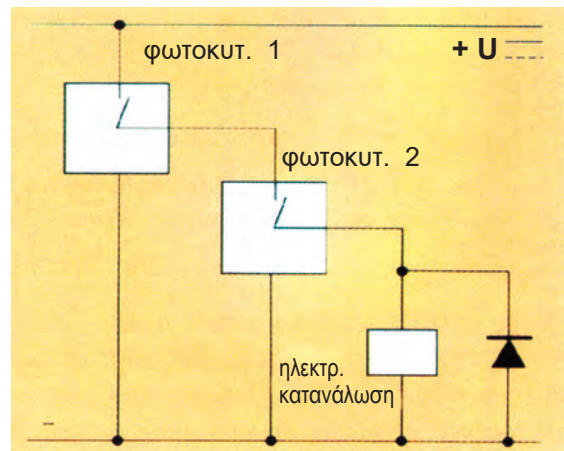 φωτοκυτ. 1
+ U
φωτοκυτ. 2
ηλεκτρ.
κατανάλωση
-